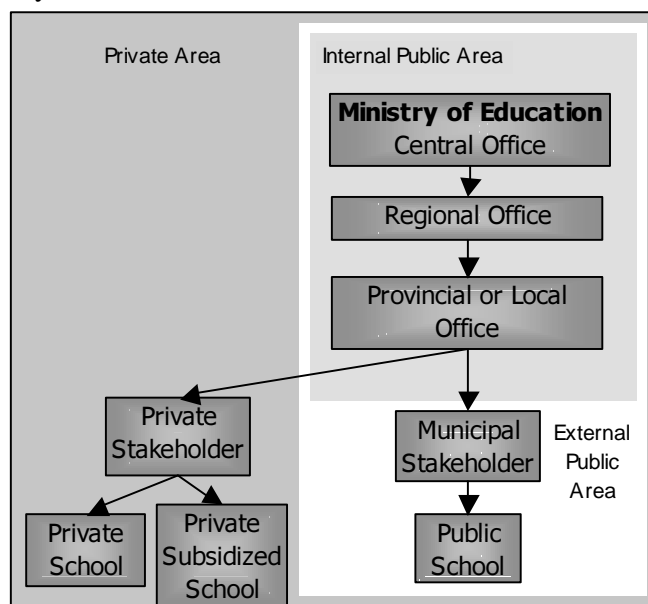 Private Area
Internal Public Area
Ministry of Education
Central Office
Regional Office
Provincial or Local
Office
Private
Stakeholder
Municipal
Stakeholder
External
Public
Area
Private
School
Private
Subsidized
School
Public
School